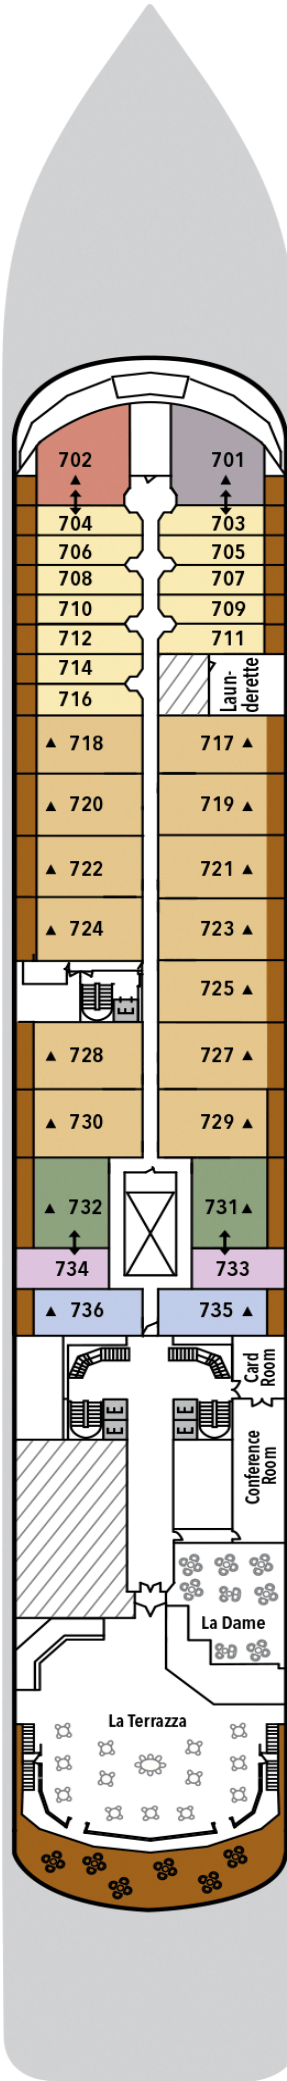 702 701
704 703
706 705
708 707
710 709
712 711
714
Laun-
derette
716
718 717
720 719
722 721
724 723
725
E
728 727
730 729
732 731
734 733
736 735
Card
Room
E E
E E
Conference
Room
La Dame
La Terrazza